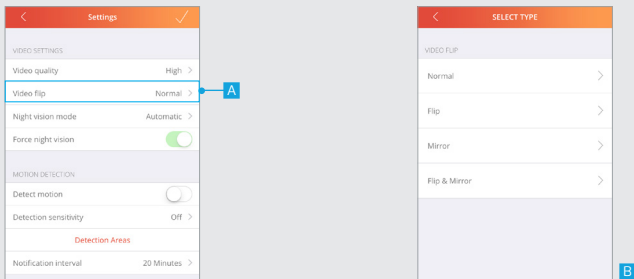 Settings
VIDEO SETTINGS
Video quality High
Video flip Normal
Night vision mode Automatic
Force night vision
MOTION DETECTION
Detect motion
Detection sensitivity Off
Detection Areas
Notification interval 20 Minutes
A
SELECT TYPE
VIDEO FLIP
Normal
Flip
Mirror
Flip & Mirror
B